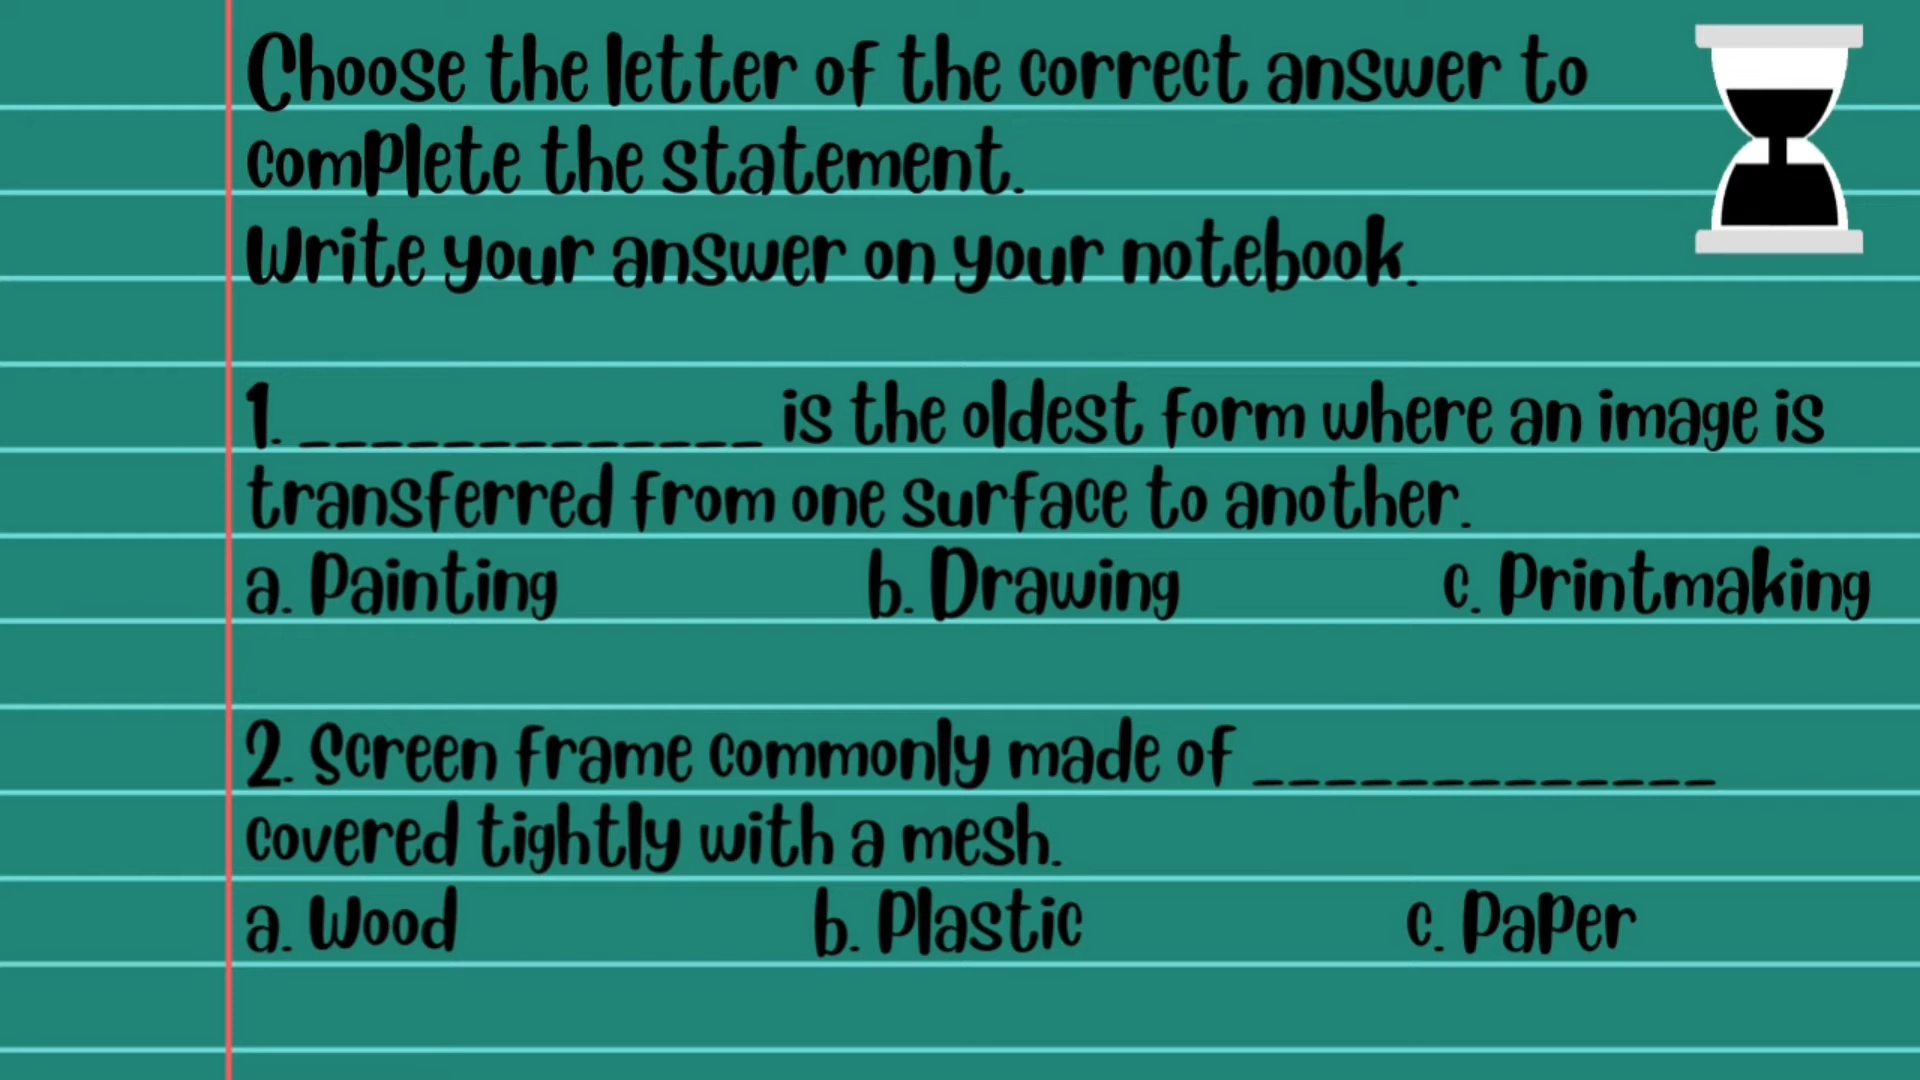 Choose the letter of the correct answer to
complete the statement.
Write your answer on your notebook.
1. _____________ is the oldest form where an image is
transferred from one surface to another.
a. Painting b. Drawing c. Printmaking
2. Screen frame commonly made of _____________
covered tightly with a mesh.
a. Wood b. Plastic c. Paper